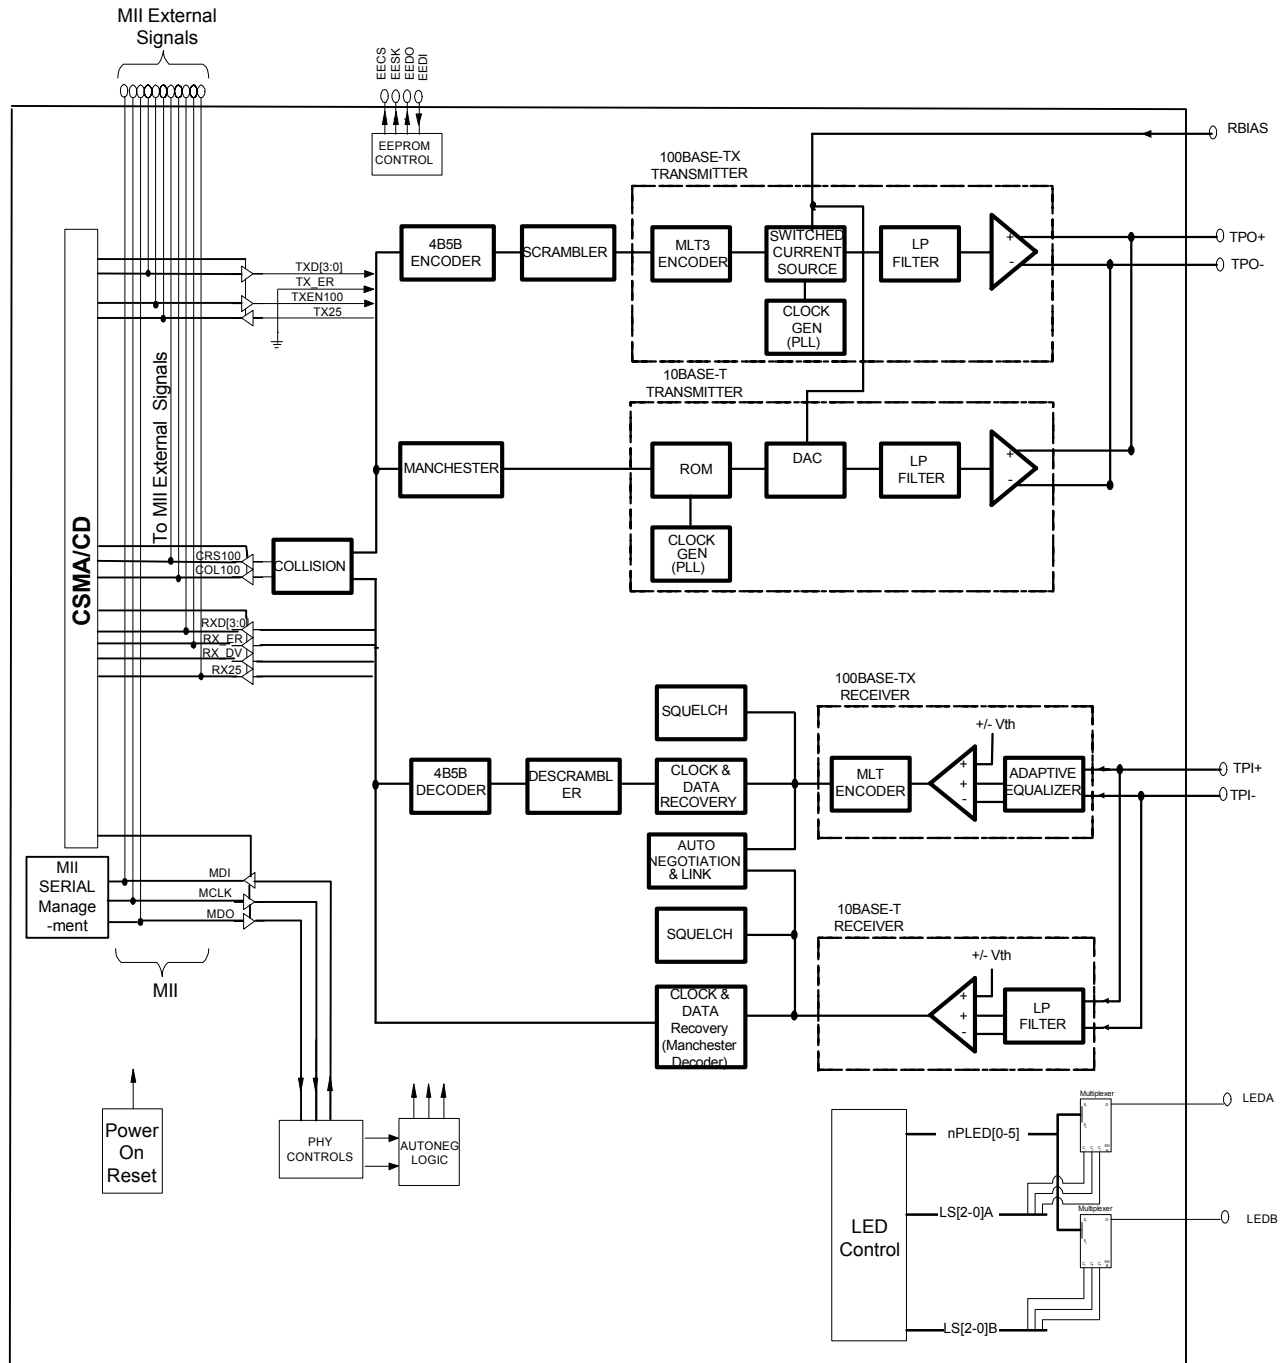 MII External
Signals
EECS
EESK
EEDO
EEDI
EEPROM
CONTROL
RBIAS
100BASE-TX
TRANSMITTER
4B5B
ENCODER
SCRAMBLER
MLT3
ENCODER
SWITCHED
CURRENT
SOURCE
LP
FILTER
+
-
TPO+
TPO-
CLOCK
GEN
(PLL)
TXD[3:0]
TX_ER
TXEN100
TX25
To MII External Signals
10BASE-T
TRANSMITTER
MANCHESTER
ROM
DAC
LP
FILTER
+
-
CLOCK
GEN
(PLL)
CSMA/CD
CRS100
COL100
COLLISION
RXD[3:0]
RX_ER
RX_DV
RX25
100BASE-TX
RECEIVER
SQUELCH
+/- Vth
4B5B
DECODER
DESCRAMBL
ER
CLOCK &
DATA
RECOVERY
MLT
ENCODER
+
+
-
ADAPTIVE
EQUALIZER
TPI+
TPI-
AUTO
NEGOTIATION
& LINK
MII
SERIAL
Manage
-ment
MDI
MCLK
MDO
MII
10BASE-T
RECEIVER
SQUELCH
+/- Vth
CLOCK &
DATA
Recovery
(Manchester
Decoder)
+
+
-
LP
FILTER
Power
On
Reset
PHY
CONTROLS
AUTONEG
LOGIC
LED
Control
nPLED[0-5]
LS[2-0]A
LS[2-0]B
Multiplexer
LEDA
Multiplexer
LEDB